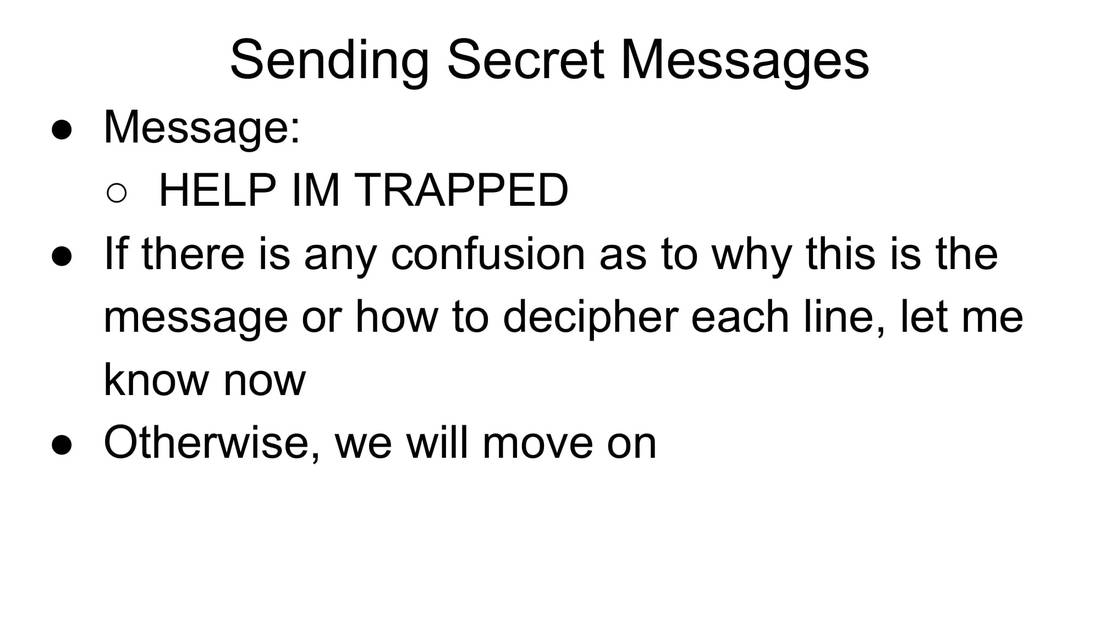 Sending Secret Messages
● Message:
○ HELP IM TRAPPED
● If there is any confusion as to why this is the
message or how to decipher each line, let me
know now
● Otherwise, we will move on